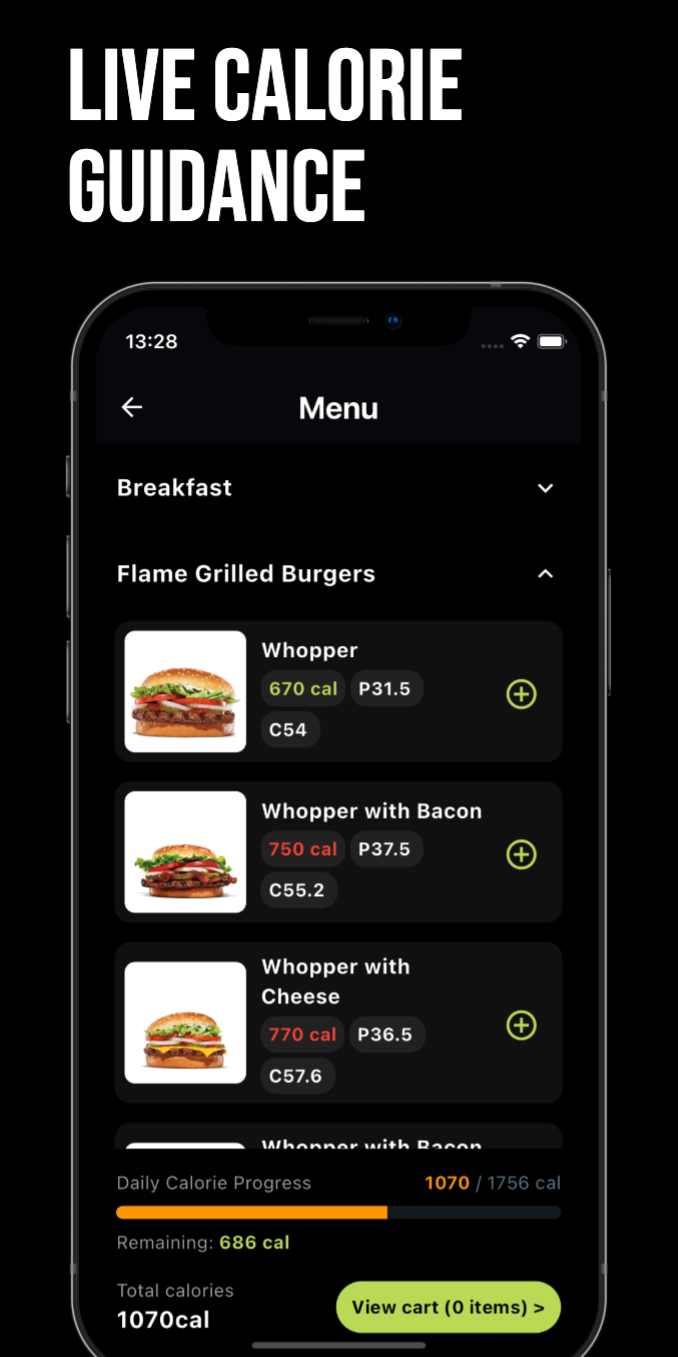 LIVE CALORIE
GUIDANCE
13:28
Menu
Breakfast
Flame Grilled Burgers
Whopper
670 cal P31.5
C54
Whopper with Bacon
750 cal P37.5
C55.2
Whopper with
Cheese
770 cal P36.5
C57.6
Whopper with Bacon
Daily Calorie Progress 1070 / 1756 cal
Remaining: 686 cal
Total calories
1070cal
View cart (0 items) >